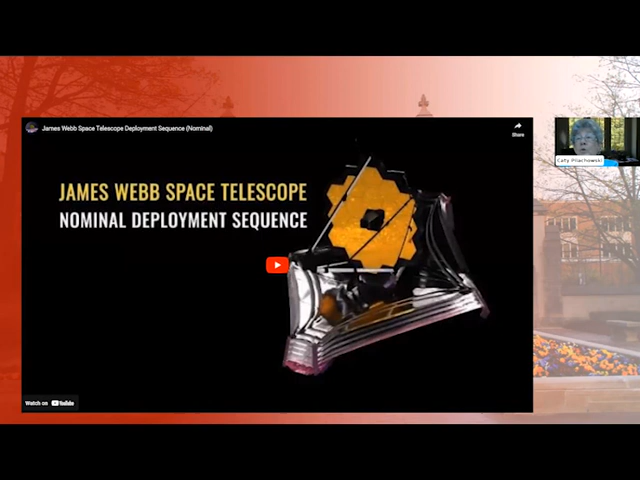 James Webb Space Telescope Deployment Sequence (Nominal)
Share
JAMES WEBB SPACE TELESCOPE
NOMINAL DEPLOYMENT SEQUENCE
Caty Pilachowski
Watch on YouTube